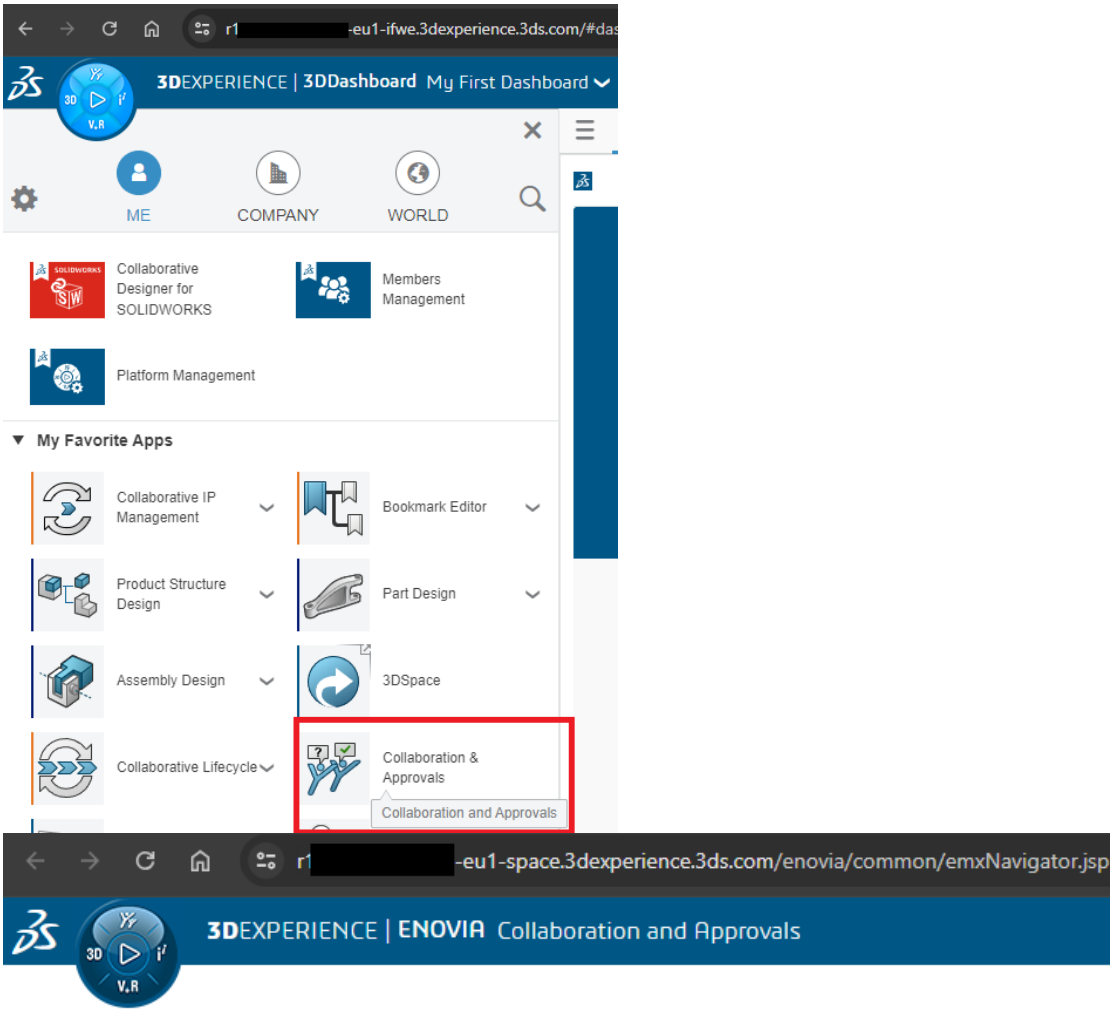 r1 -eu1-ifwe.3dexperience.3ds.com/#das
3DEXPERIENCE | 3DDashboard My First Dashboard
3D i² V,R
ME COMPANY WORLD
SOLIDWORKS
SW
Collaborative
Designer for
SOLIDWORKS
Members
Management
Platform Management
My Favorite Apps
Collaborative IP
Management
Bookmark Editor
Product Structure
Design
Part Design
Assembly Design
3DSpace
Collaborative Lifecycle
?
Collaboration &
Approvals
Collaboration and Approvals
r1 -eu1-space.3dexperience.3ds.com/enovia/common/emxNavigator.jsp
3DEXPERIENCE | ENOVIA Collaboration and Approvals
3D i²
V,R